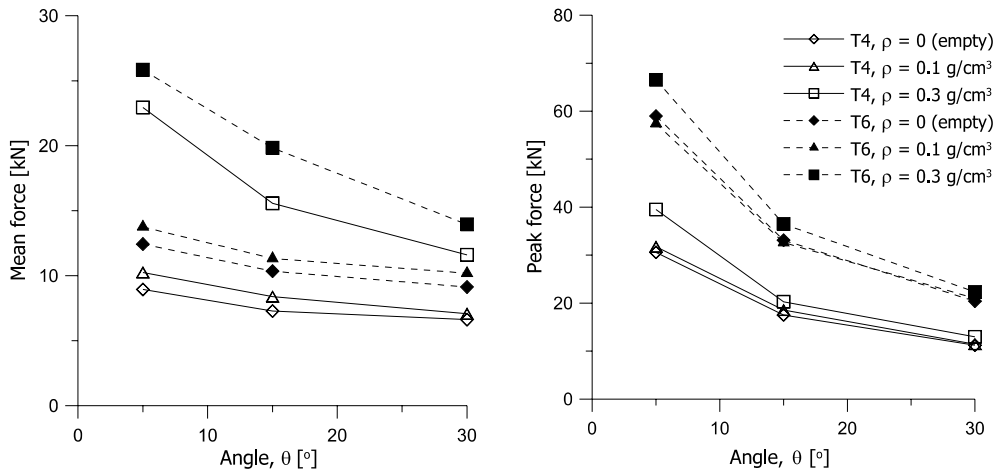 30
20
10
0
Mean force [kN]
0 10 20 30
Angle, θ [°]
80
60
40
20
0
Peak force [kN]
0 10 20 30
Angle, θ [°]
T4, ρ = 0 (empty)
T4, ρ = 0.1 g/cm³
T4, ρ = 0.3 g/cm³
T6, ρ = 0 (empty)
T6, ρ = 0.1 g/cm³
T6, ρ = 0.3 g/cm³